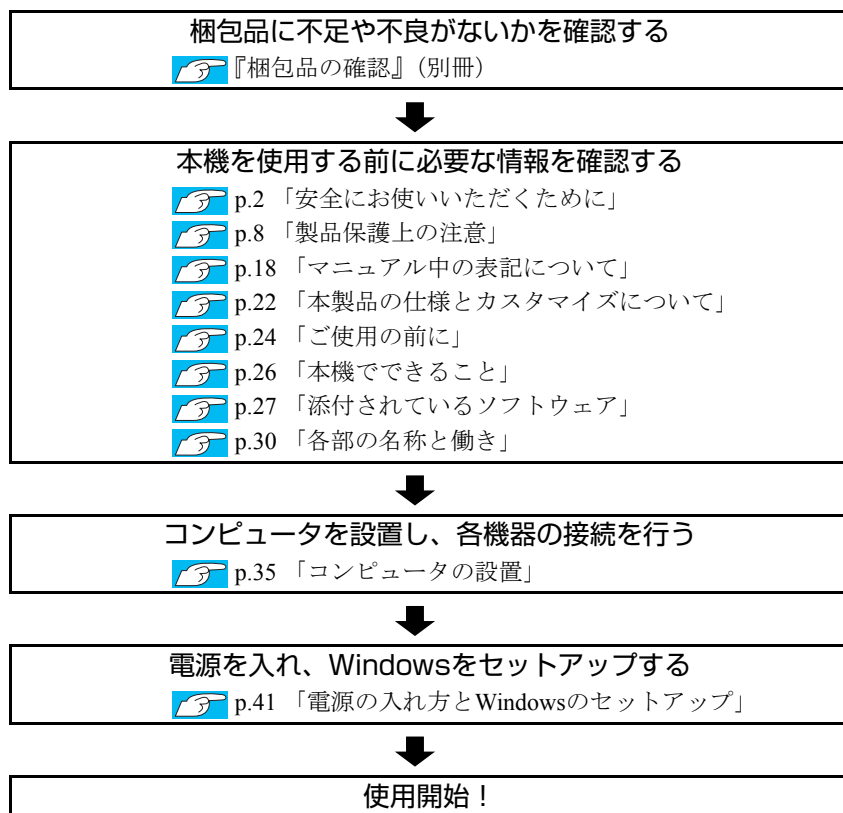 梱包品に不足や不良がないかを確認する
『梱包品の確認』(別冊)
本機を使用する前に必要な情報を確認する
p.2 「安全にお使いいただくために」
p.8 「製品保護上の注意」
p.18 「マニュアル中の表記について」
p.22 「本製品の仕様とカスタマイズについて」
p.24 「ご使用の前に」
p.26 「本機でできること」
p.27 「添付されているソフトウェア」
p.30 「各部の名称と働き」
コンピュータを設置し、各機器の接続を行う
p.35 「コンピュータの設置」
電源を入れ、Windowsをセットアップする
p.41 「電源の入れ方とWindowsのセットアップ」
使用開始！